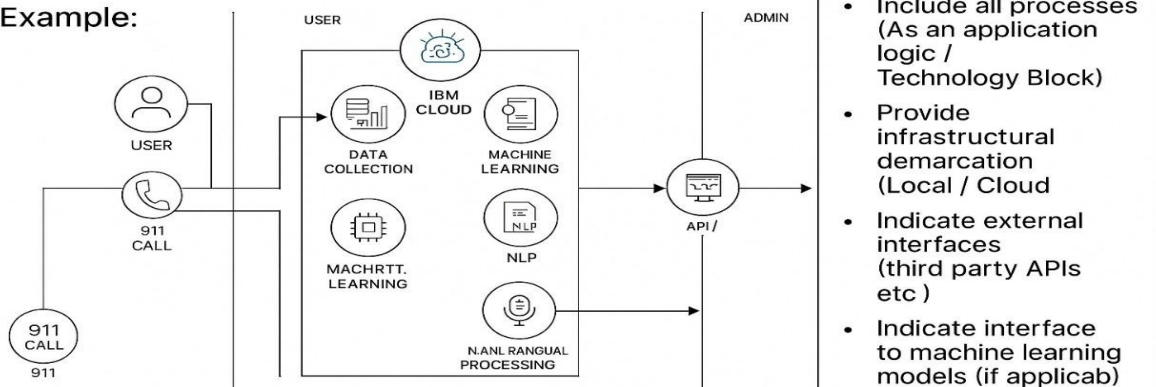 Example:
USER
ADMIN
IBM
CLOUD
USER
DATA
COLLECTION
MACHINE
LEARNING
911
CALL
API /
NLP
NLP
MACHRTT.
LEARNING
911
CALL
911
N.ANL RANGUAL
PROCESSING
• Include all processes
(As an application
logic /
Technology Block)
• Provide
infrastructural
demarcation
(Local / Cloud
• Indicate external
interfaces
(third party APIs
etc )
• Indicate interface
to machine learning
models (if applicab)